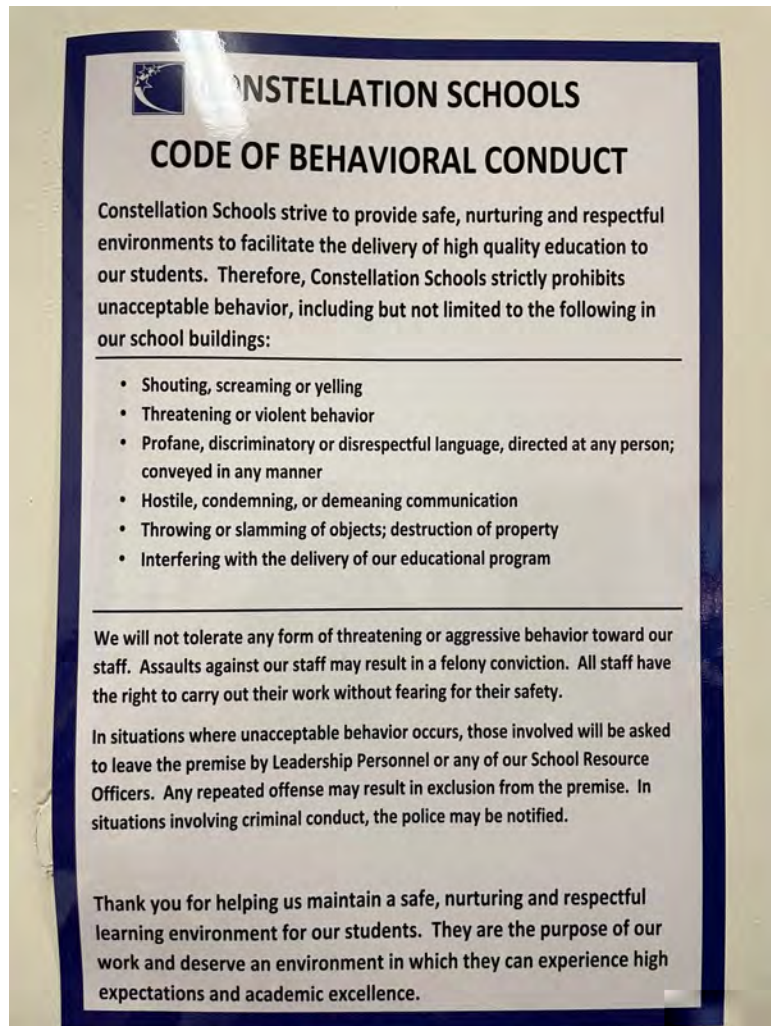 CONSTELLATION SCHOOLS
CODE OF BEHAVIORAL CONDUCT
Constellation Schools strive to provide safe, nurturing and respectful
environments to facilitate the delivery of high quality education to
our students. Therefore, Constellation Schools strictly prohibits
unacceptable behavior, including but not limited to the following in
our school buildings:
• Shouting, screaming or yelling
• Threatening or violent behavior
• Profane, discriminatory or disrespectful language, directed at any person;
conveyed in any manner
• Hostile, condemning, or demeaning communication
• Throwing or slamming of objects; destruction of property
• Interfering with the delivery of our educational program
We will not tolerate any form of threatening or aggressive behavior toward our
staff. Assaults against our staff may result in a felony conviction. All staff have
the right to carry out their work without fearing for their safety.
In situations where unacceptable behavior occurs, those involved will be asked
to leave the premise by Leadership Personnel or any of our School Resource
Officers. Any repeated offense may result in exclusion from the premise. In
situations involving criminal conduct, the police may be notified.
Thank you for helping us maintain a safe, nurturing and respectful
learning environment for our students. They are the purpose of our
work and deserve an environment in which they can experience high
expectations and academic excellence.